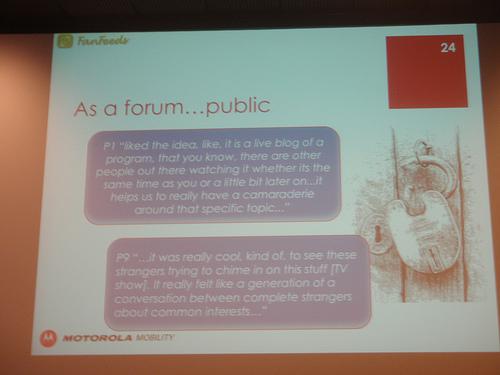 FanFeeds
24
As a forum...public
P1 "liked the idea, like, it is a live blog of a
program, that you know, there are other
people out there watching it whether its
the same time as you or a little bit later on...it
helps us to really have a camaraderie
around that specific topic..."
P9 "...it was really cool, kind of, to see these
strangers trying to chime in on this stuff [TV
show]. It really felt like a generation of a
conversation between complete strangers
about common interests...."
MOTOROLA MOBILITY